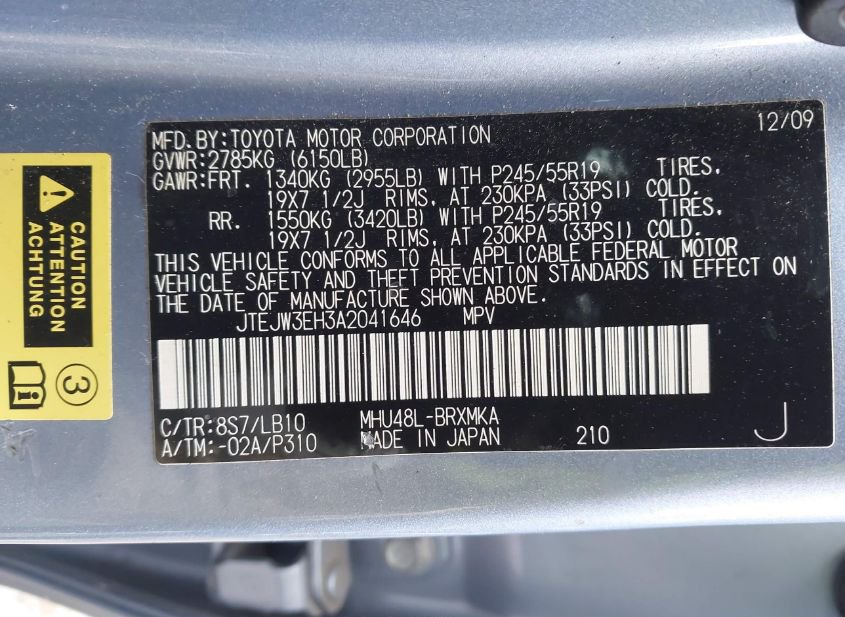 MFD.BY:TOYOTA MOTOR CORPORATION 12/09
GVWR:2785KG (6150LB)
GAWR:FRT. 1340KG (2955LB) WITH P245/55R19 TIRES,
19X7 1/2J RIMS, AT 230KPA (33PSI) COLD.
RR. 1550KG (3420LB) WITH P245/55R19 TIRES,
19X7 1/2J RIMS, AT 230KPA (33PSI) COLD.
THIS VEHICLE CONFORMS TO ALL APPLICABLE FEDERAL MOTOR
VEHICLE SAFETY AND THEFT PREVENTION STANDARDS IN EFFECT ON
THE DATE OF MANUFACTURE SHOWN ABOVE.
JTEJW3EH3A2041646 MPV
C/TR:8S7/LB10 MHU48L-BRXMKA
A/TM:-02A/P310 MADE IN JAPAN 210 J
CAUTION
ATTENTION
ACHTUNG
3